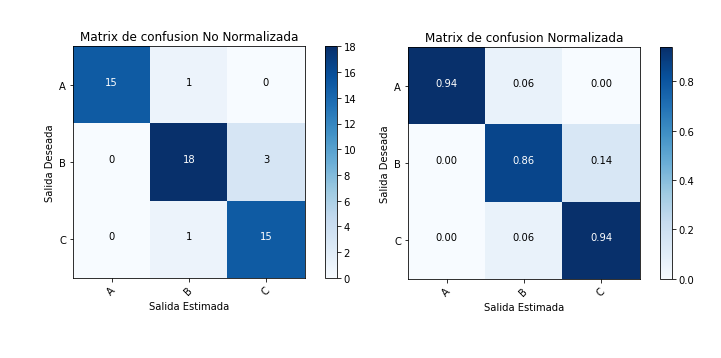 Matrix de confusion No Normalizada
A 15 1 0
B 0 18 3
C 0 1 15
A B C
Salida Deseada
Salida Estimada
18
16
14
12
10
8
6
4
2
0
Matrix de confusion Normalizada
A 0.94 0.06 0.00
B 0.00 0.86 0.14
C 0.00 0.06 0.94
A B C
Salida Deseada
Salida Estimada
0.8
0.6
0.4
0.2
0.0